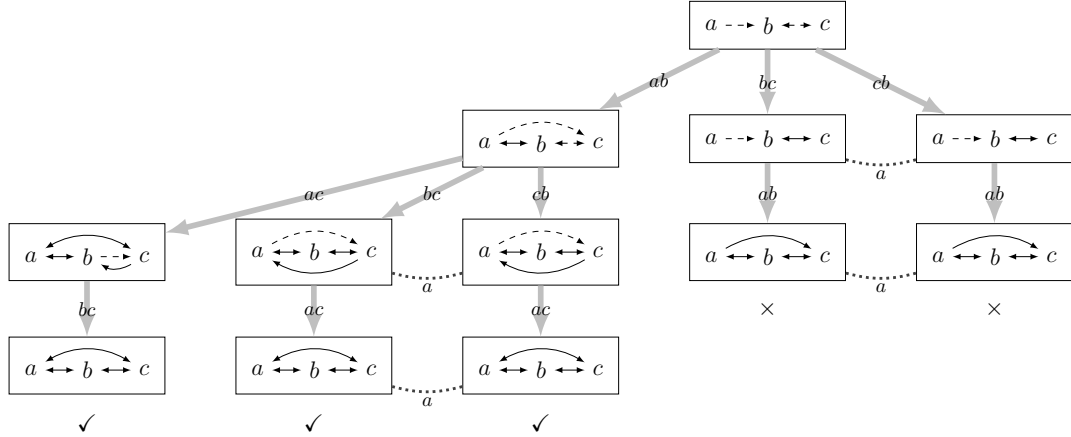 a b c
ab bc cb
a b c a b c a b c
a
ac bc cb ab ab
a b c a b c a b c a b c a b c
a a
× ×
bc ac ac
a b c a b c a b c
a
✓ ✓ ✓